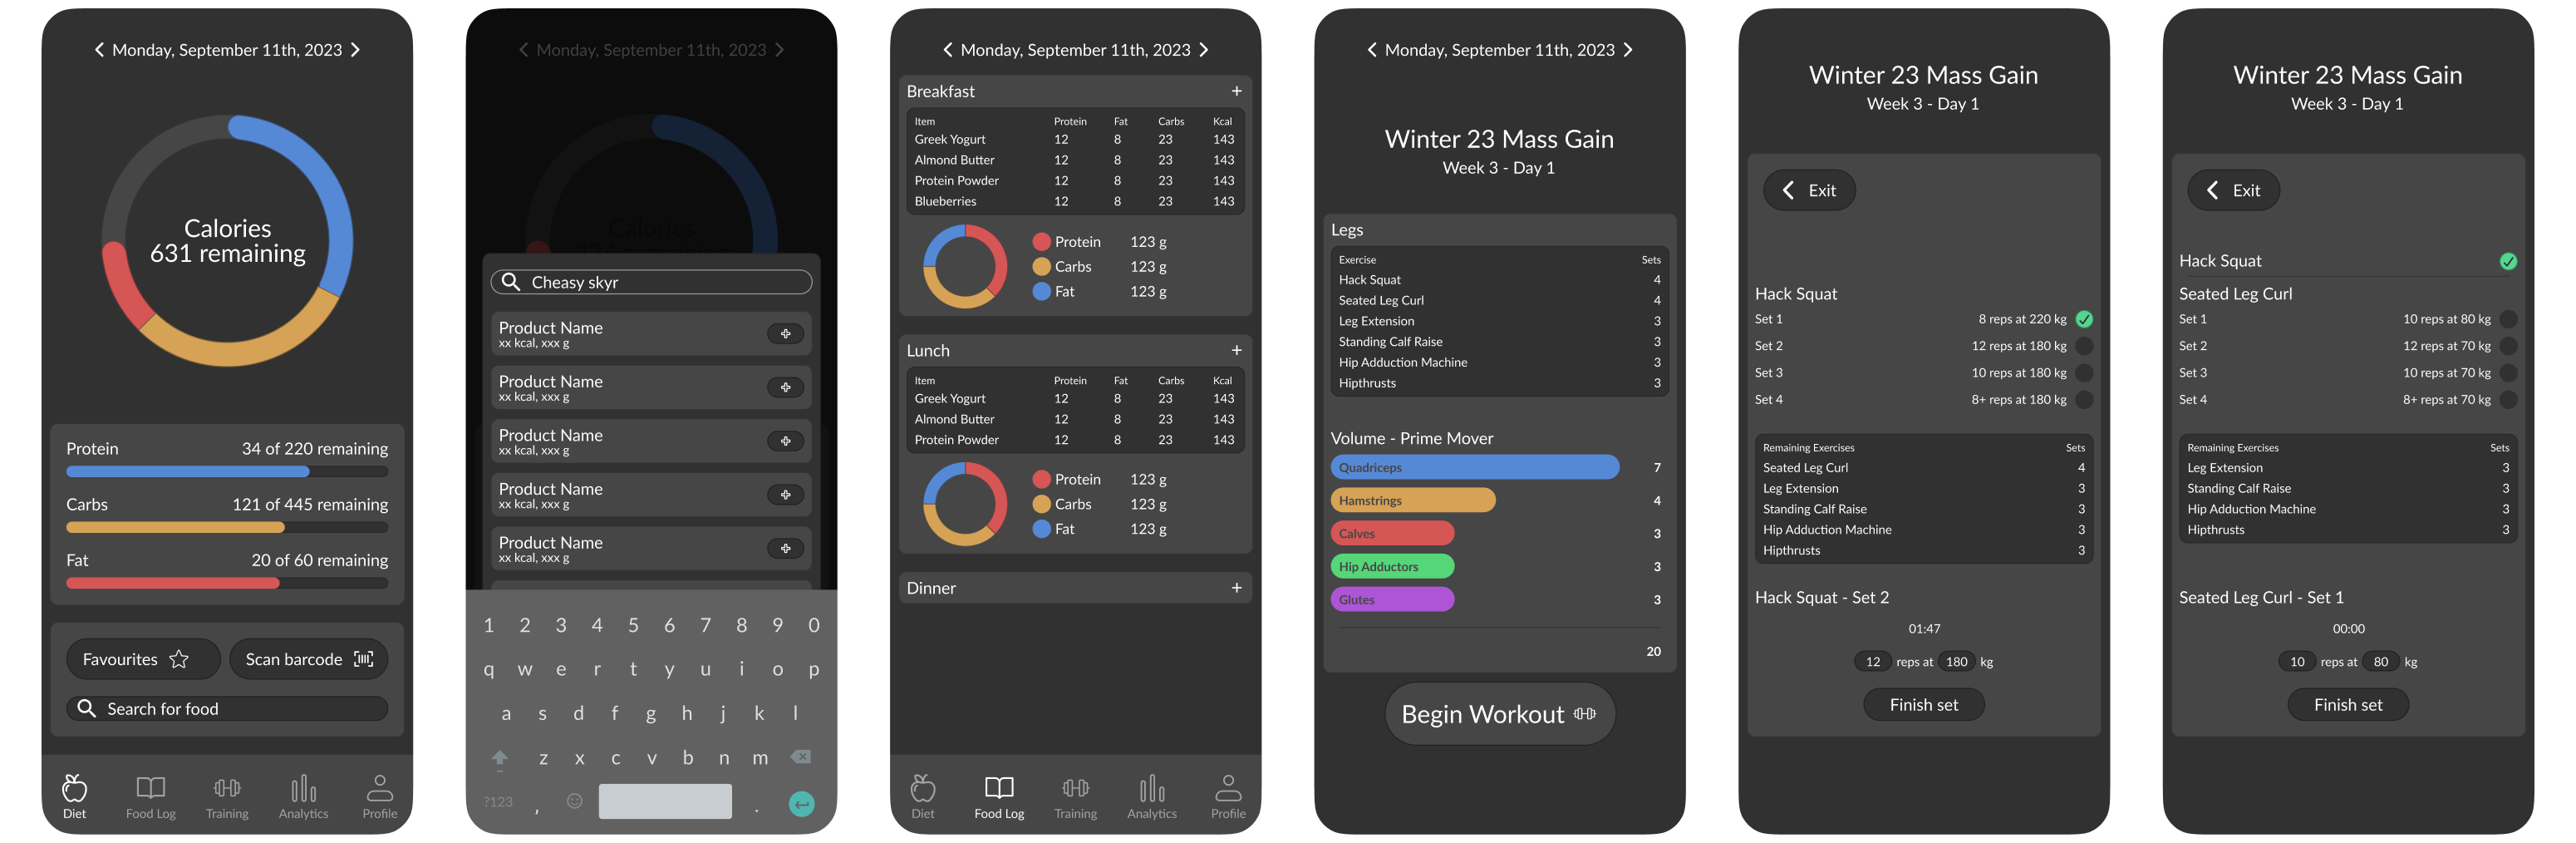 Monday, September 11th, 2023
Calories
631 remaining
Protein 34 of 220 remaining
Carbs 121 of 445 remaining
Fat 20 of 60 remaining
Favourites Scan barcode
Search for food
Diet Food Log Training Analytics Profile
Monday, September 11th, 2023
Calories
remaining
Cheasy skyr
Product Name
xx kcal, xxx g
Product Name
xx kcal, xxx g
Product Name
xx kcal, xxx g
Product Name
xx kcal, xxx g
Product Name
xx kcal, xxx g
1 2 3 4 5 6 7 8 9 0
q w e r t y u i o p
a s d f g h j k l
z x c v b n m
?123 , .
Monday, September 11th, 2023
Breakfast +
Item Protein Fat Carbs Kcal
Greek Yogurt 12 8 23 143
Almond Butter 12 8 23 143
Protein Powder 12 8 23 143
Blueberries 12 8 23 143
Protein 123 g
Carbs 123 g
Fat 123 g
Lunch +
Item Protein Fat Carbs Kcal
Greek Yogurt 12 8 23 143
Almond Butter 12 8 23 143
Protein Powder 12 8 23 143
Protein 123 g
Carbs 123 g
Fat 123 g
Dinner +
Diet Food Log Training Analytics Profile
Monday, September 11th, 2023
Winter 23 Mass Gain
Week 3 - Day 1
Legs
Exercise Sets
Hack Squat 4
Seated Leg Curl 4
Leg Extension 3
Standing Calf Raise 3
Hip Adduction Machine 3
Hipthrusts 3
Volume - Prime Mover
Quadriceps 7
Hamstrings 4
Calves 3
Hip Adductors 3
Glutes 3
20
Begin Workout
Winter 23 Mass Gain
Week 3 - Day 1
Exit
Hack Squat
Set 1 8 reps at 220 kg
Set 2 12 reps at 180 kg
Set 3 10 reps at 180 kg
Set 4 8+ reps at 180 kg
Remaining Exercises Sets
Seated Leg Curl 4
Leg Extension 3
Standing Calf Raise 3
Hip Adduction Machine 3
Hipthrusts 3
Hack Squat - Set 2
01:47
12 reps at 180 kg
Finish set
Winter 23 Mass Gain
Week 3 - Day 1
Exit
Hack Squat
Seated Leg Curl
Set 1 10 reps at 80 kg
Set 2 12 reps at 70 kg
Set 3 10 reps at 70 kg
Set 4 8+ reps at 70 kg
Remaining Exercises Sets
Leg Extension 3
Standing Calf Raise 3
Hip Adduction Machine 3
Hipthrusts 3
Seated Leg Curl - Set 1
00:00
10 reps at 80 kg
Finish set